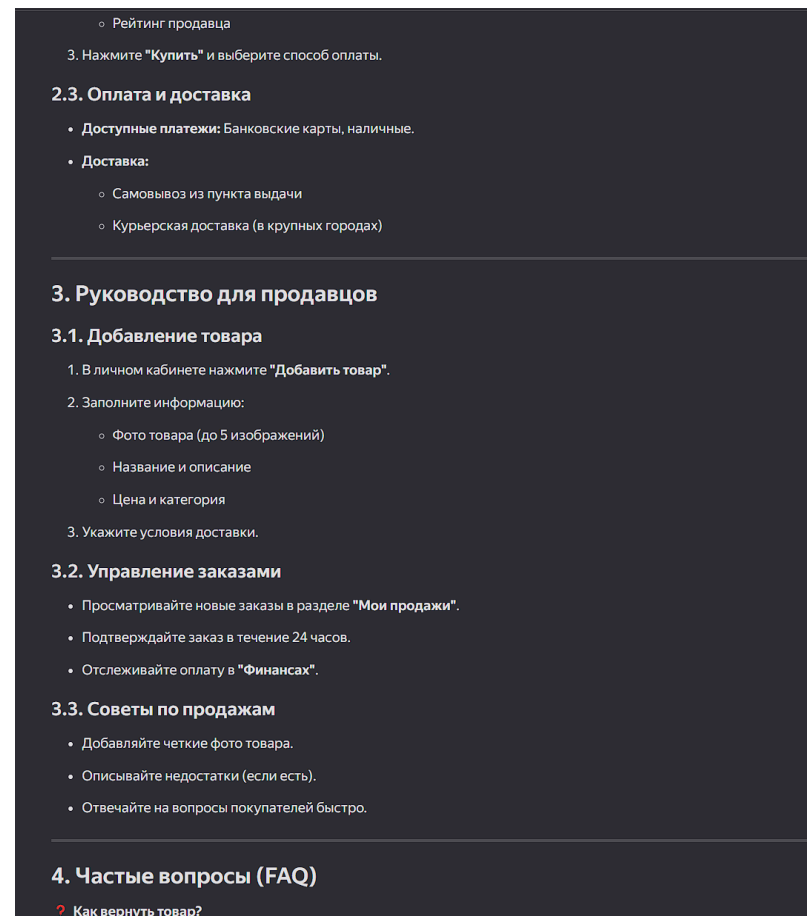 ◦ Рейтинг продавца
3. Нажмите "Купить" и выберите способ оплаты.
2.3. Оплата и доставка
• Доступные платежи: Банковские карты, наличные.
• Доставка:
◦ Самовывоз из пункта выдачи
◦ Курьерская доставка (в крупных городах)
3. Руководство для продавцов
3.1. Добавление товара
1. В личном кабинете нажмите "Добавить товар".
2. Заполните информацию:
◦ Фото товара (до 5 изображений)
◦ Название и описание
◦ Цена и категория
3. Укажите условия доставки.
3.2. Управление заказами
• Просматривайте новые заказы в разделе "Мои продажи".
• Подтверждайте заказ в течение 24 часов.
• Отслеживайте оплату в "Финансах".
3.3. Советы по продажам
• Добавляйте четкие фото товара.
• Описывайте недостатки (если есть).
• Отвечайте на вопросы покупателей быстро.
4. Частые вопросы (FAQ)
❓ Как вернуть товар?